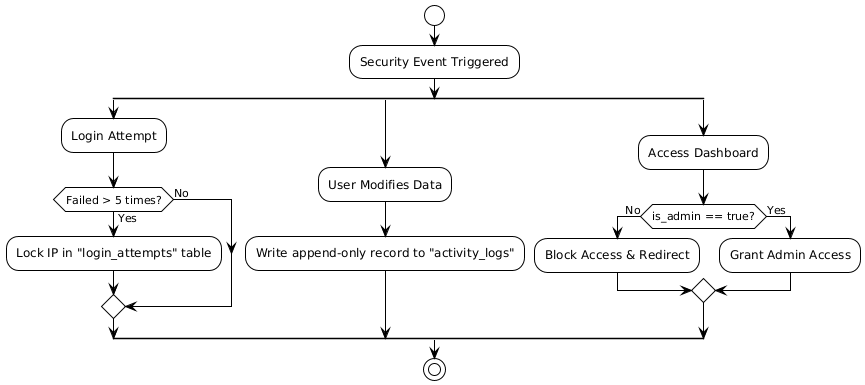 Security Event Triggered
Login Attempt
Failed > 5 times?
No
Yes
Lock IP in "login_attempts" table
User Modifies Data
Write append-only record to "activity_logs"
Access Dashboard
is_admin == true?
No
Yes
Block Access & Redirect
Grant Admin Access